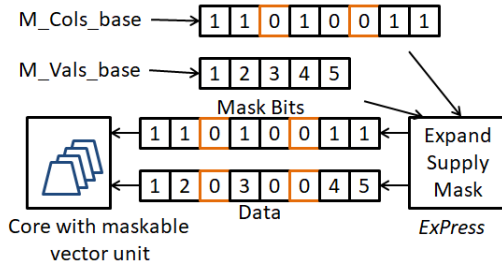 M_Cols_base 1 1 0 1 0 0 1 1
M_Vals_base 1 2 3 4 5
Mask Bits
1 1 0 1 0 0 1 1
Expand
Supply
Mask
1 2 0 3 0 0 4 5
Data
ExPress
Core with maskable
vector unit